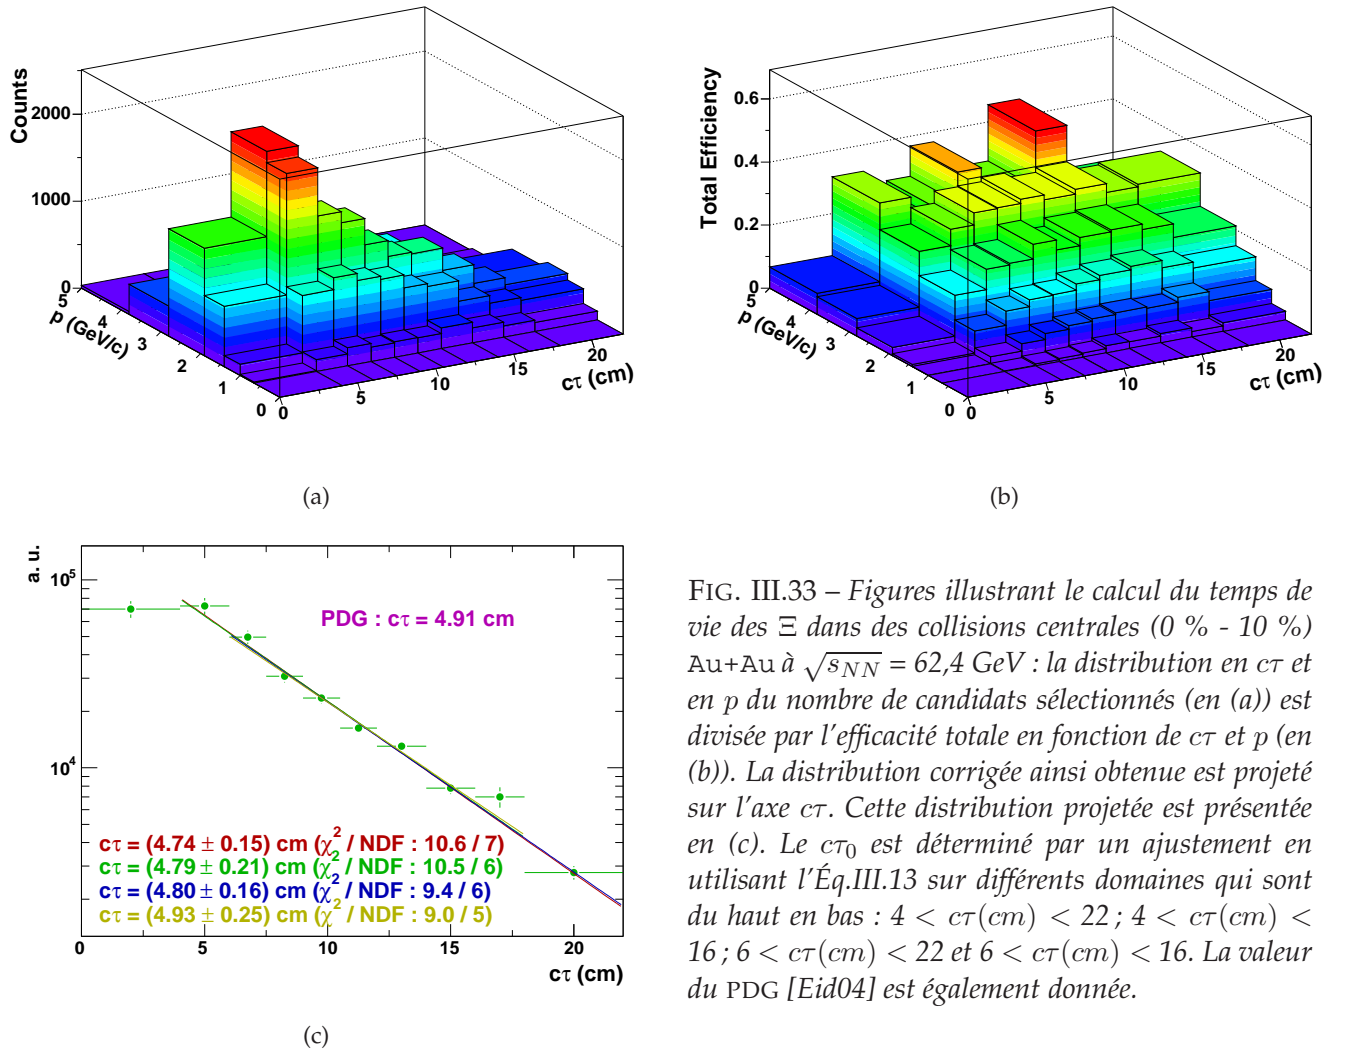 Counts
2000
1000
0
5
4
3
2
1
0
p (GeV/c)
0
5
10
15
20
cτ (cm)
(a)
Total Efficiency
0.6
0.4
0.2
0
5
4
3
2
1
0
p (GeV/c)
0
5
10
15
20
cτ (cm)
(b)
a. u.
10^5
10^4
PDG : cτ = 4.91 cm
cτ = (4.74 ± 0.15) cm (χ^2 / NDF : 10.6 / 7)
cτ = (4.79 ± 0.21) cm (χ^2 / NDF : 10.5 / 6)
cτ = (4.80 ± 0.16) cm (χ^2 / NDF : 9.4 / 6)
cτ = (4.93 ± 0.25) cm (χ^2 / NDF : 9.0 / 5)
0
5
10
15
20
cτ (cm)
(c)
FIG. III.33 – Figures illustrant le calcul du temps de
vie des Ξ dans des collisions centrales (0 % - 10 %)
Au+Au à √s_NN = 62,4 GeV : la distribution en cτ et
en p du nombre de candidats sélectionnés (en (a)) est
divisée par l'efficacité totale en fonction de cτ et p (en
(b)). La distribution corrigée ainsi obtenue est projeté
sur l'axe cτ. Cette distribution projetée est présentée
en (c). Le cτ₀ est déterminé par un ajustement en
utilisant l'Éq.III.13 sur différents domaines qui sont
du haut en bas : 4 < cτ(cm) < 22 ; 4 < cτ(cm) <
16 ; 6 < cτ(cm) < 22 et 6 < cτ(cm) < 16. La valeur
du PDG [Eid04] est également donnée.